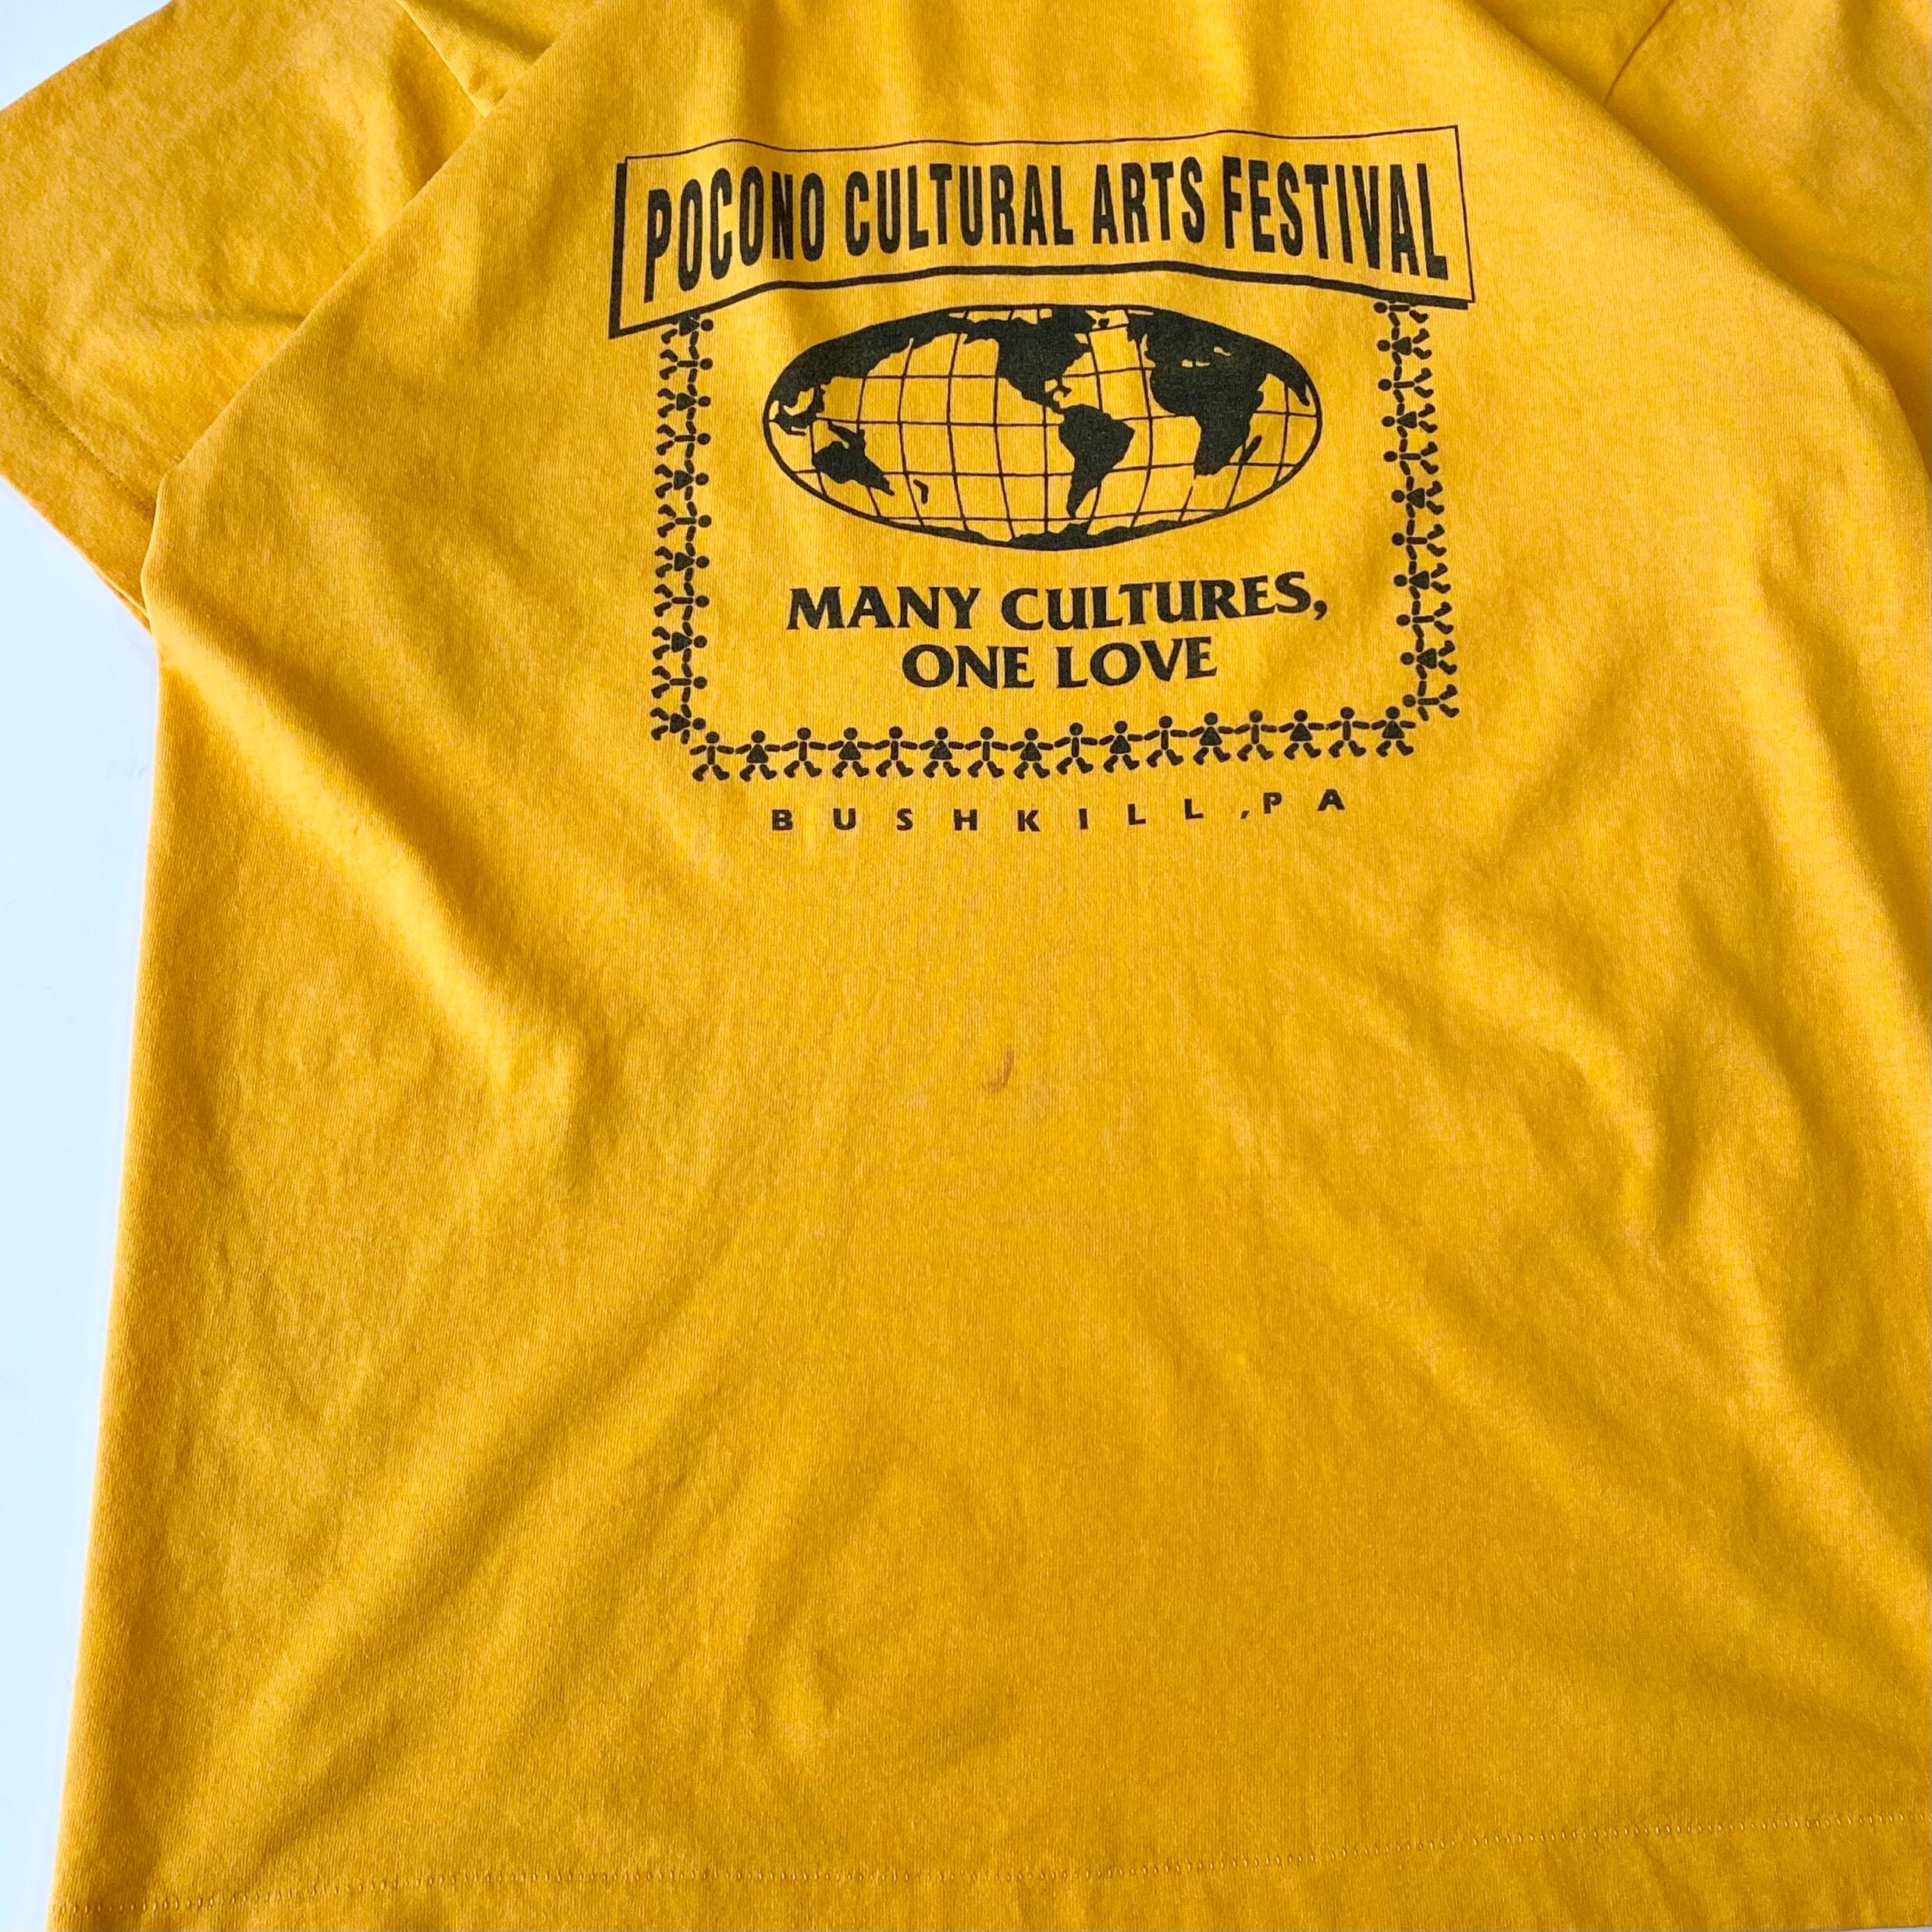 POCONO CULTURAL ARTS FESTIVAL
MANY CULTURES,
ONE LOVE
BUSHKILL, PA